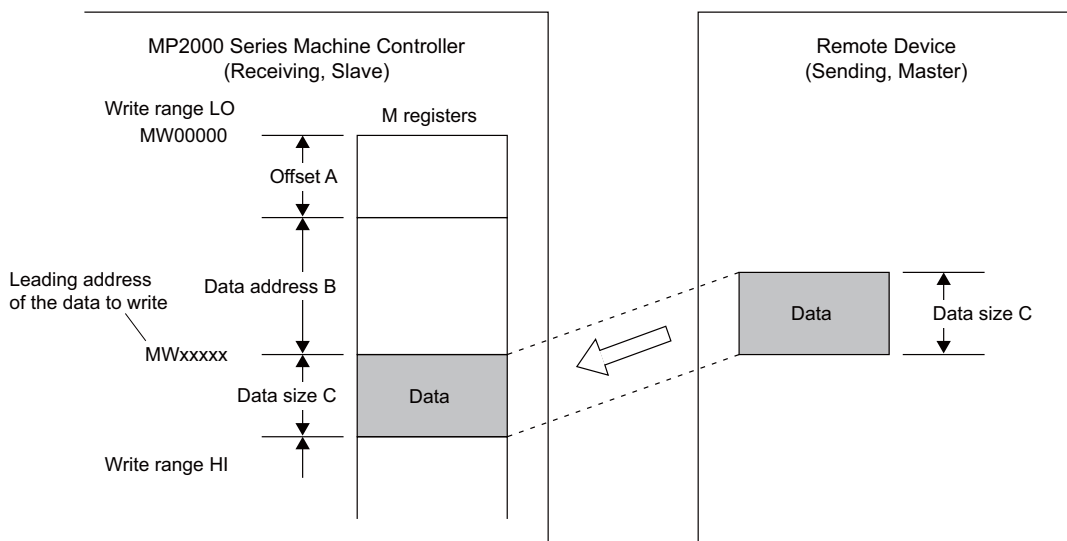 MP2000 Series Machine Controller
(Receiving, Slave)
Write range LO
MW00000
M registers
Offset A
Leading address
of the data to write
Data address B
MWxxxxx
Data size C
Data
Write range HI
Remote Device
(Sending, Master)
Data
Data size C